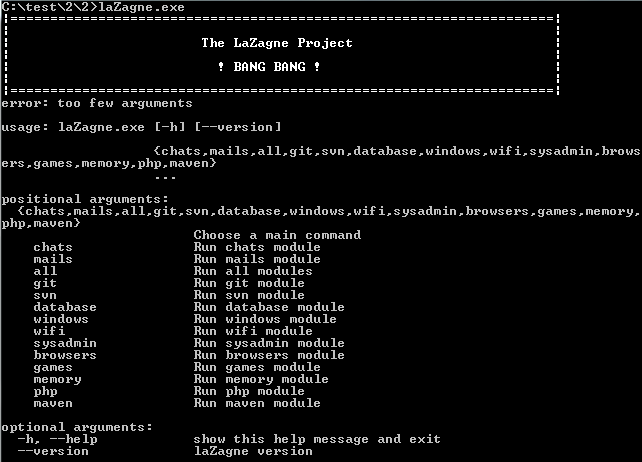 C:\test\2\2>laZagne.exe
|====================================================================|
|                                                                    |
|                        The LaZagne Project                         |
|                                                                    |
|                          ! BANG BANG !                             |
|                                                                    |
|====================================================================|
error: too few arguments
usage: laZagne.exe [-h] [--version]
{chats,mails,all,git,svn,database,windows,wifi,sysadmin,brows
ers,games,memory,php,maven}
...
positional arguments:
{chats,mails,all,git,svn,database,windows,wifi,sysadmin,browsers,games,memory,
php,maven}
Choose a main command
chats Run chats module
mails Run mails module
all Run all modules
git Run git module
svn Run svn module
database Run database module
windows Run windows module
wifi Run wifi module
sysadmin Run sysadmin module
browsers Run browsers module
games Run games module
memory Run memory module
php Run php module
maven Run maven module
optional arguments:
-h, --help show this help message and exit
--version laZagne version